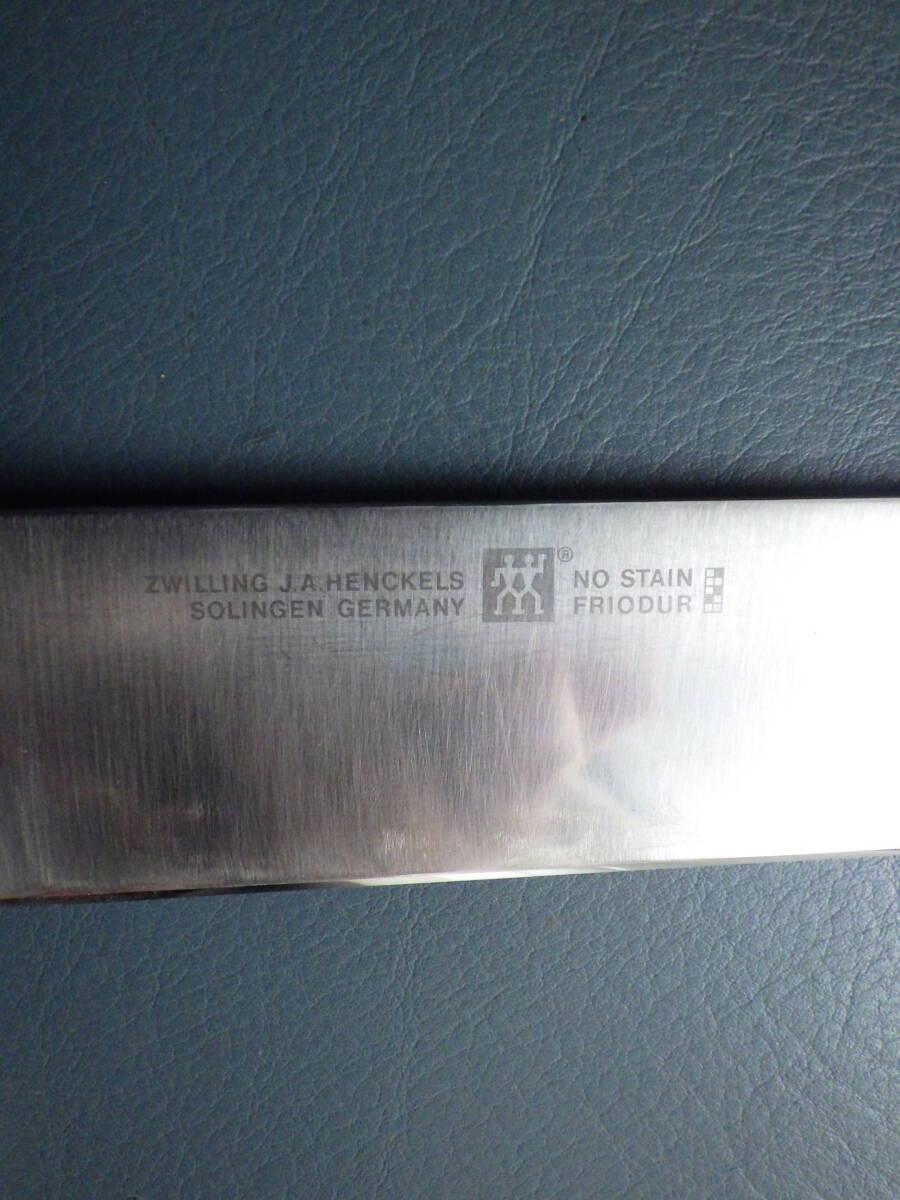 ZWILLING J.A.HENCKELS
SOLINGEN GERMANY
®
NO STAIN
FRIODUR